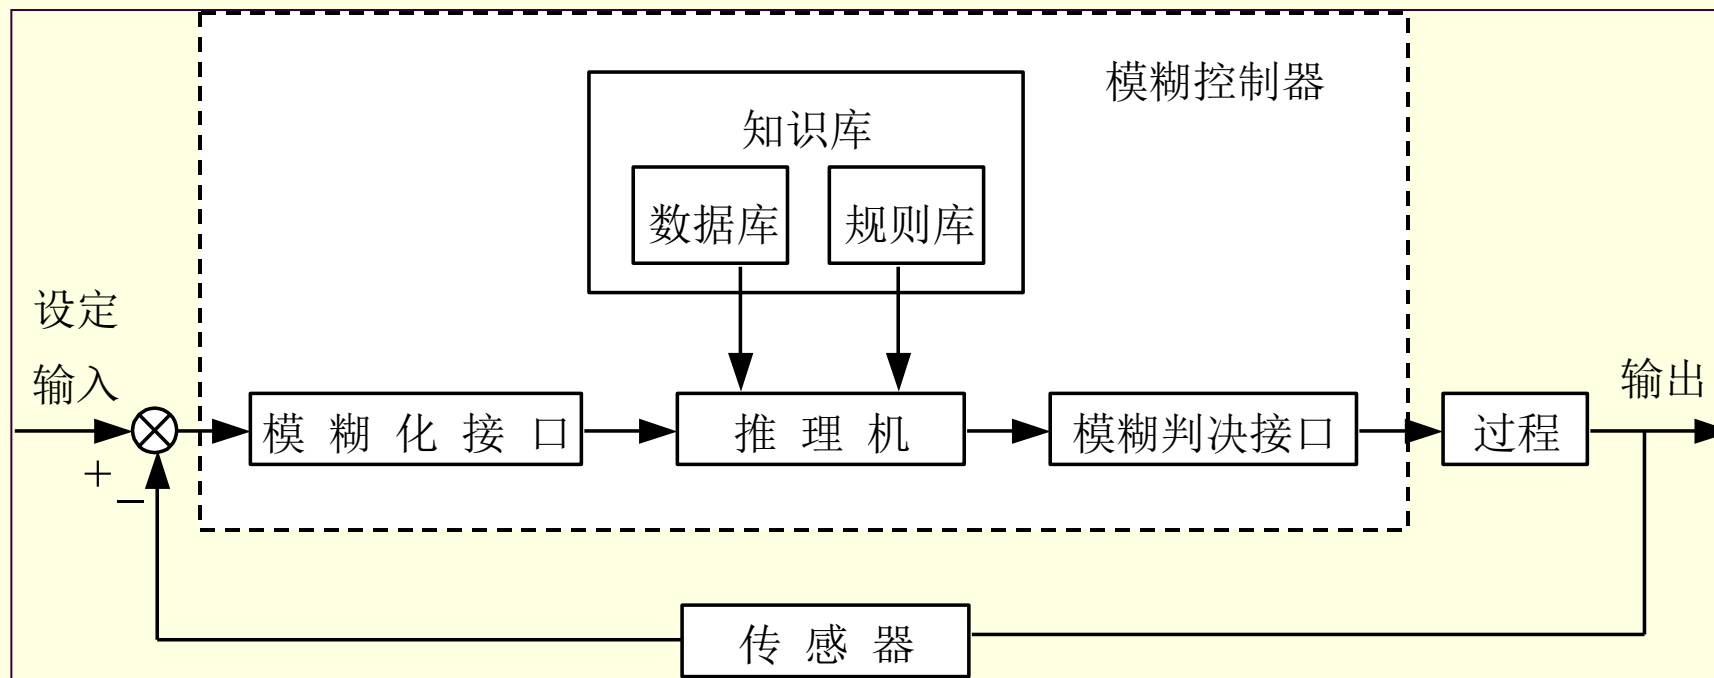 模糊控制器
知识库
数据库
规则库
设定
输入
模糊化接口
推理机
模糊判决接口
过程
输出
+
−
传感器